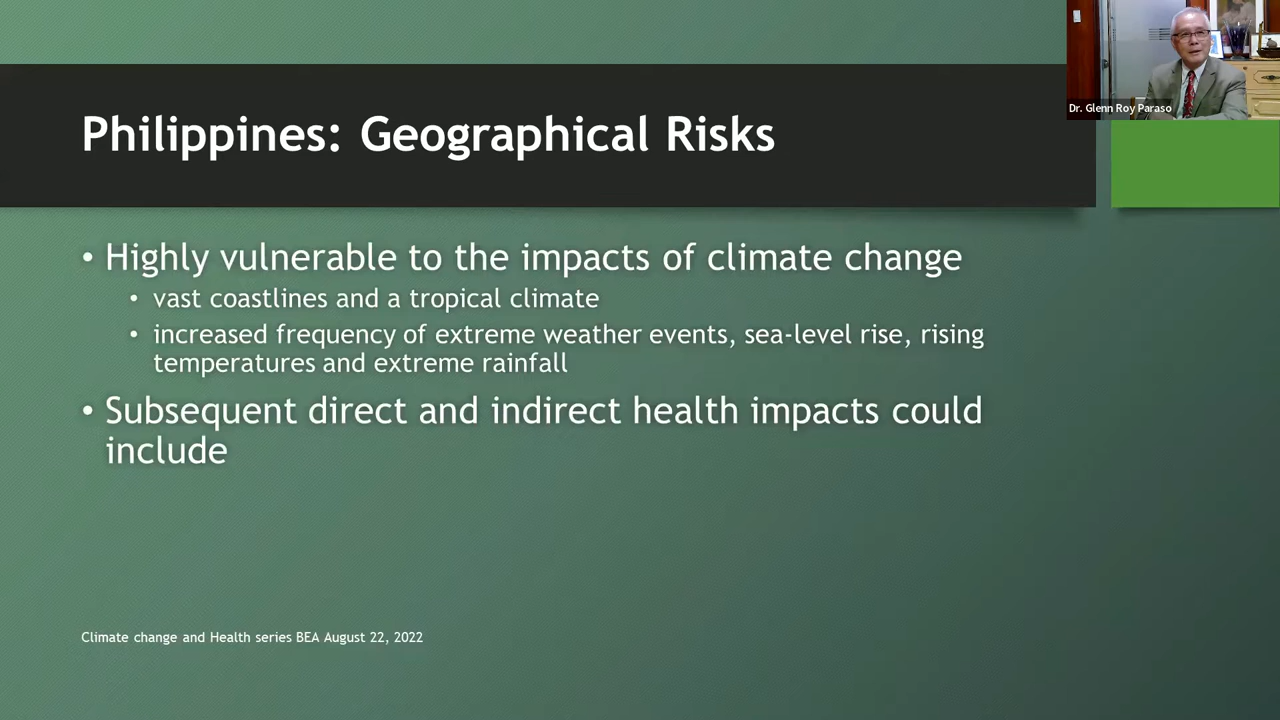 Dr. Glenn Roy Paraso
Philippines: Geographical Risks
• Highly vulnerable to the impacts of climate change
• vast coastlines and a tropical climate
• increased frequency of extreme weather events, sea-level rise, rising
temperatures and extreme rainfall
• Subsequent direct and indirect health impacts could
include
Climate change and Health series BEA August 22, 2022